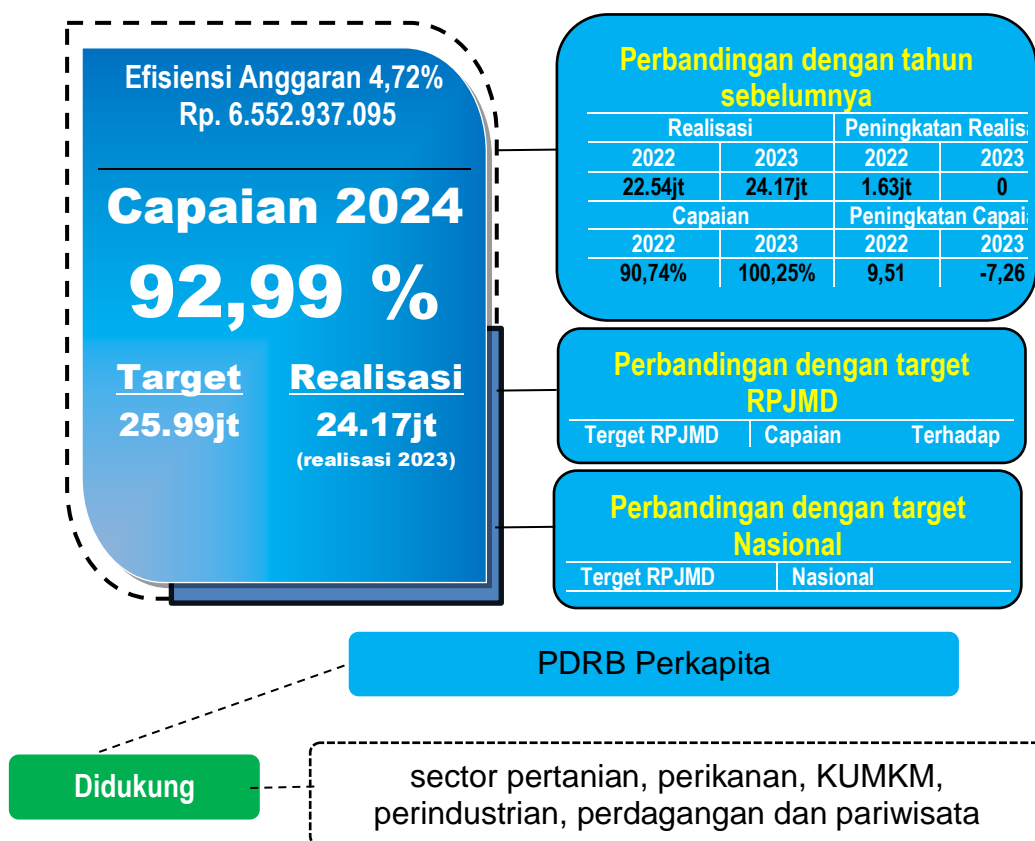 Efisiensi Anggaran 4,72%
Rp. 6.552.937.095
Capaian 2024
92,99 %
Target Realisasi
25.99jt 24.17jt
(realisasi 2023)
Perbandingan dengan tahun
sebelumnya
Realisasi Peningkatan Realis
2022 2023 2022 2023
22.54jt 24.17jt 1.63jt 0
Capaian Peningkatan Capai
2022 2023 2022 2023
90,74% 100,25% 9,51 -7,26
Perbandingan dengan target
RPJMD
Terget RPJMD Capaian Terhadap
Perbandingan dengan target
Nasional
Terget RPJMD Nasional
PDRB Perkapita
Didukung
sector pertanian, perikanan, KUMKM,
perindustrian, perdagangan dan pariwisata